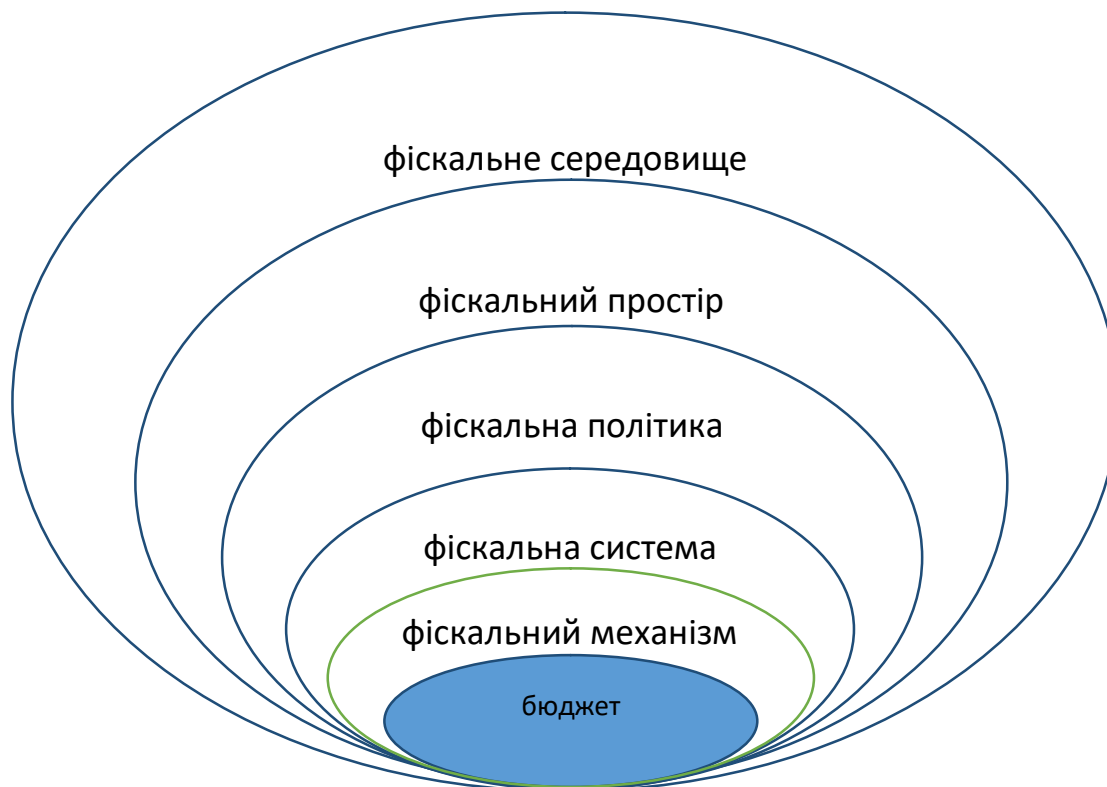 фіскальне середовище
фіскальний простір
фіскальна політика
фіскальна система
фіскальний механізм
бюджет